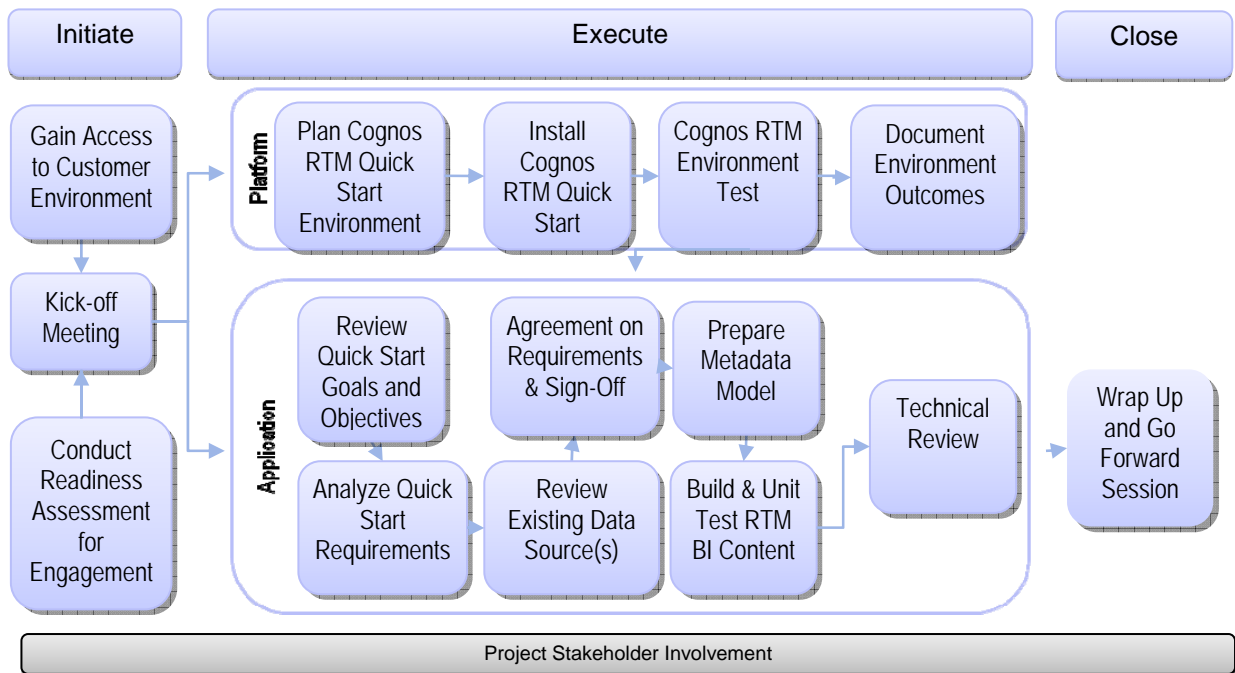 Initiate
Execute
Close
Gain Access
to Customer
Environment
Kick-off
Meeting
Conduct
Readiness
Assessment
for
Engagement
Platform
Plan Cognos
RTM Quick
Start
Environment
Install
Cognos
RTM Quick
Start
Cognos RTM
Environment
Test
Document
Environment
Outcomes
Application
Review
Quick Start
Goals and
Objectives
Analyze Quick
Start
Requirements
Review
Existing Data
Source(s)
Agreement on
Requirements
& Sign-Off
Prepare
Metadata
Model
Build & Unit
Test RTM
BI Content
Technical
Review
Wrap Up
and Go
Forward
Session
Project Stakeholder Involvement